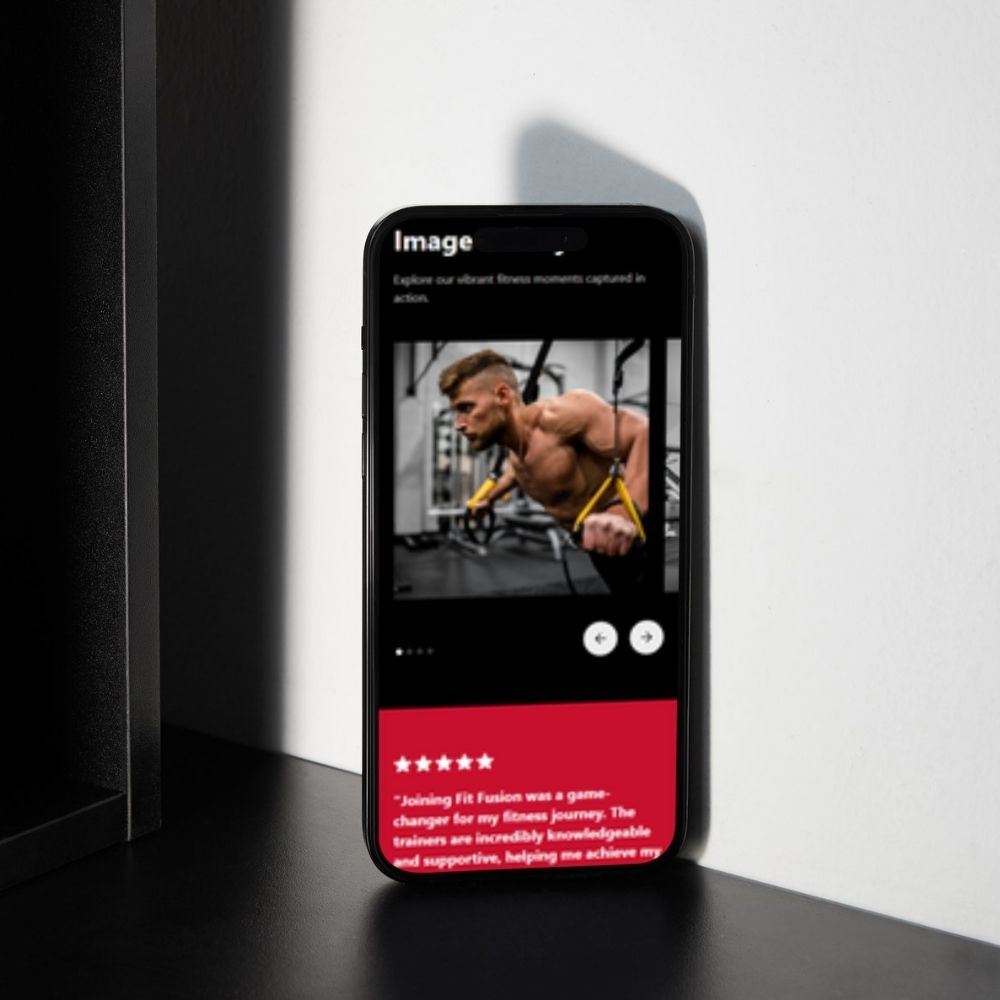 Image
Explore our vibrant fitness moments captured in
action.
"Joining Fit Fusion was a game-
changer for my fitness journey. The
trainers are incredibly knowledgeable
and supportive, helping me achieve my